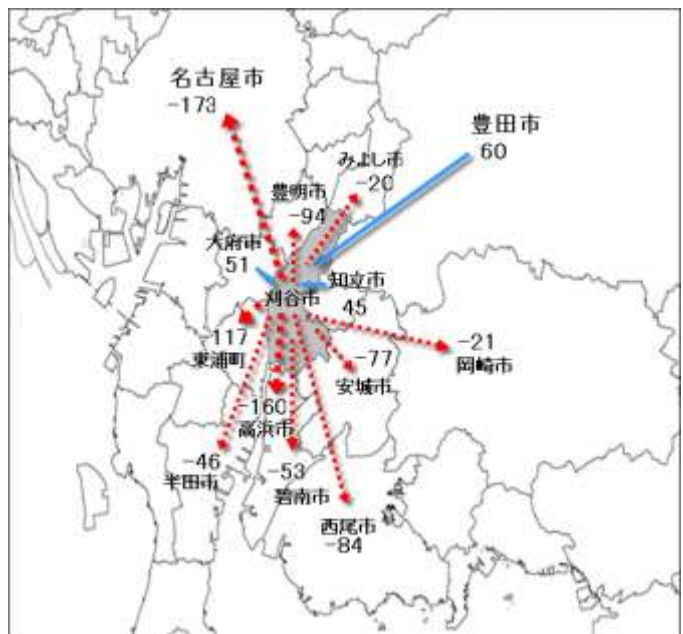 名古屋市
-173
豊田市
60
みよし市
-20
豊明市
-94
大府市
51
知立市
45
刈谷市
-117
東浦町
-21
岡崎市
-77
安城市
-160
高浜市
-46
半田市
-53
碧南市
西尾市
-84